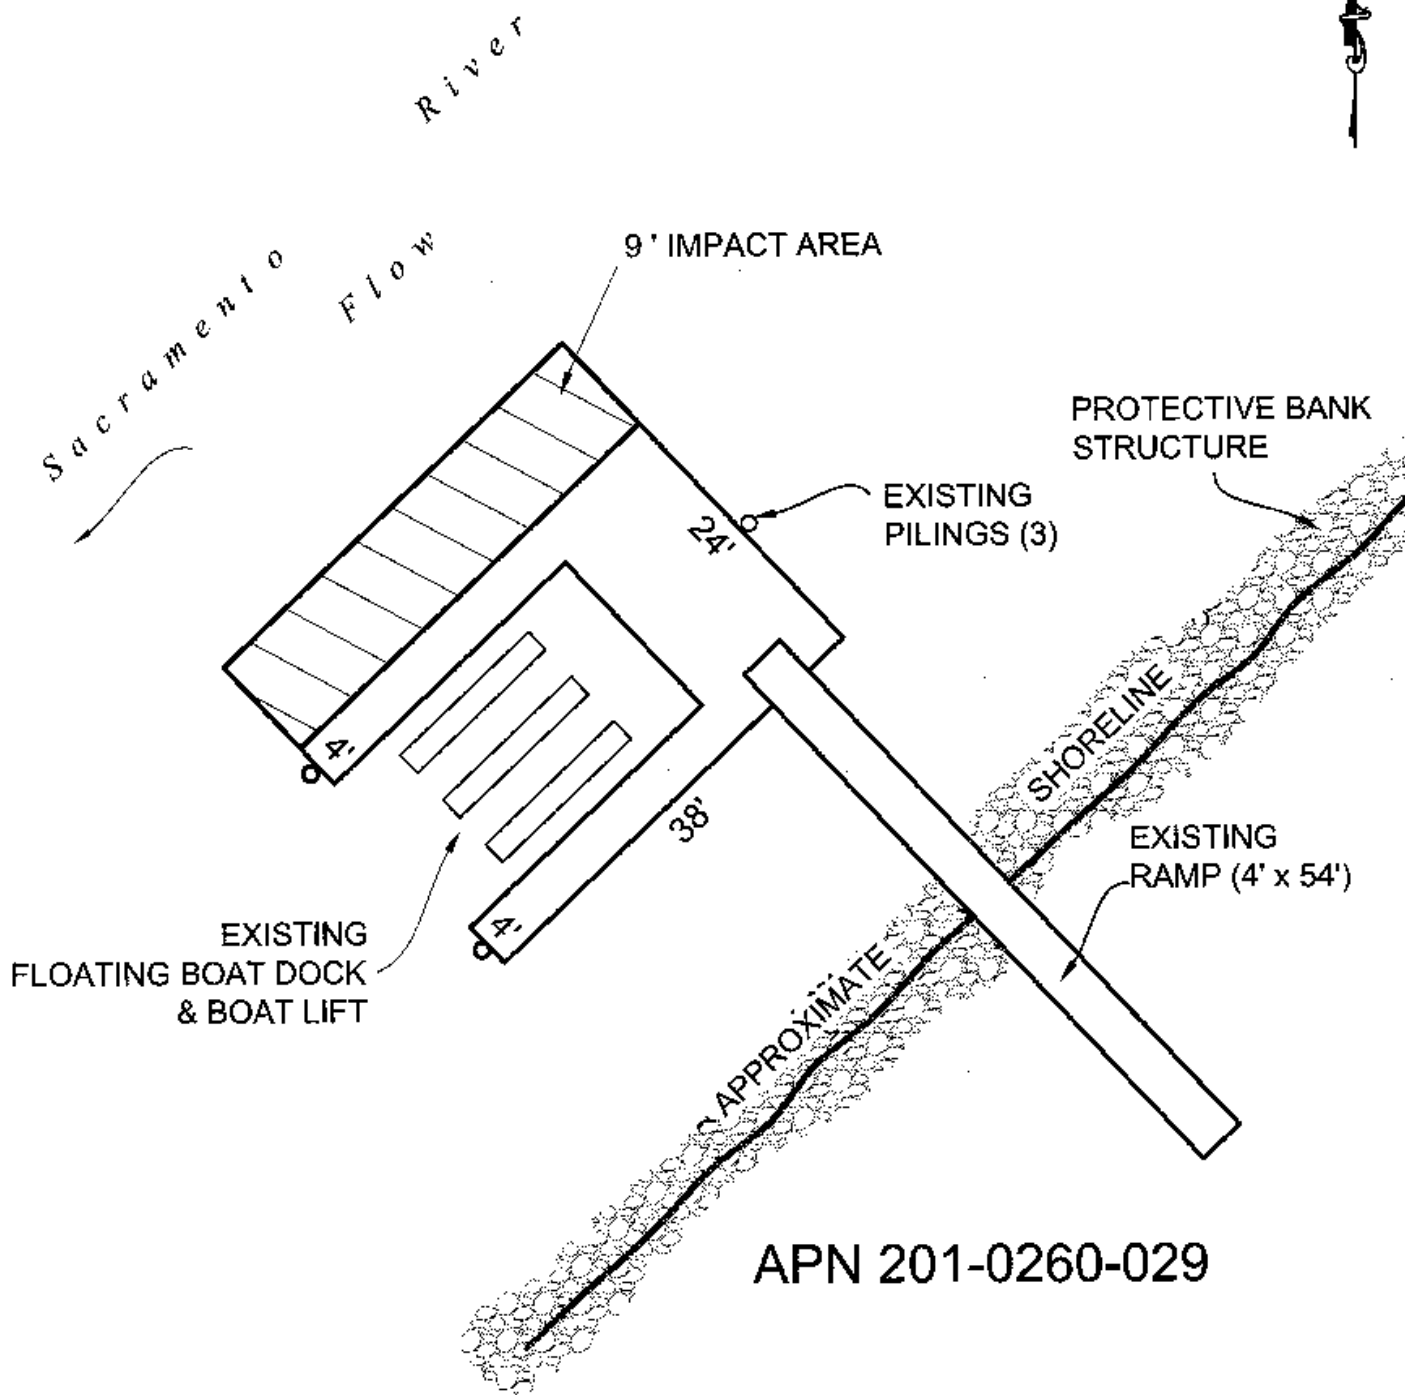 Sacramento River
Flow
9' IMPACT AREA
PROTECTIVE BANK
STRUCTURE
EXISTING
PILINGS (3)
24'
4'
38'
4'
SHORELINE
APPROXIMATE
EXISTING
RAMP (4' x 54')
EXISTING
FLOATING BOAT DOCK
& BOAT LIFT
APN 201-0260-029